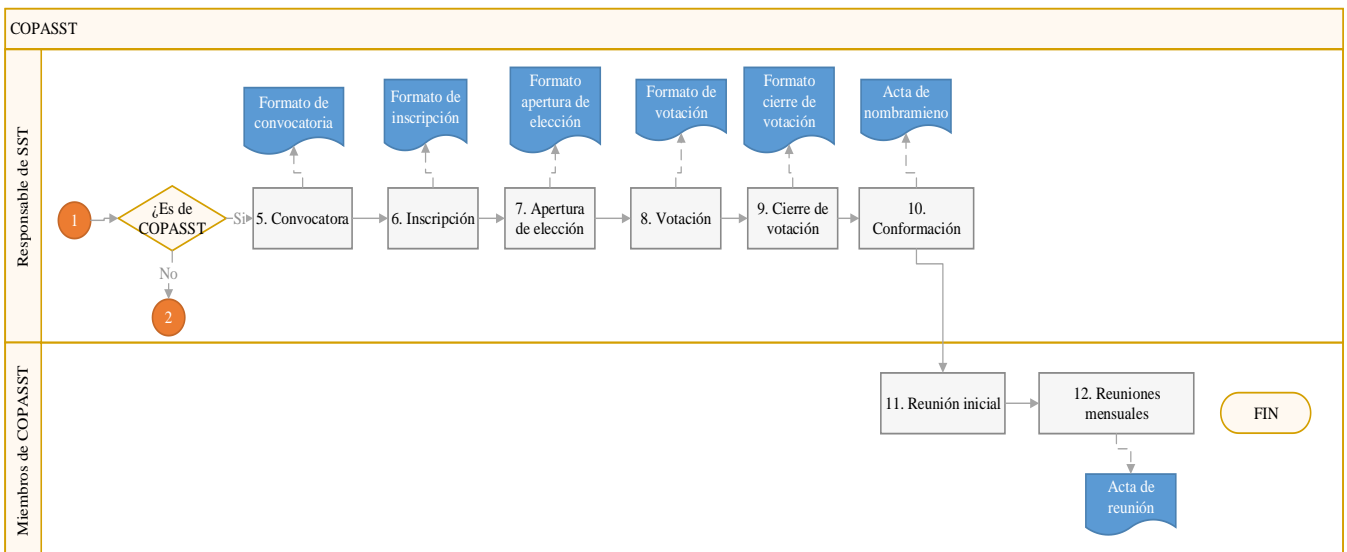 COPASST
Responsable de SST
Formato de
convocatoria
Formato de
inscripción
Formato
apertura de
elección
Formato de
votación
Formato
cierre de
votación
Acta de
nombramieno
1
¿Es de
COPASST
Si
5. Convocatora
6. Inscripción
7. Apertura
de elección
8. Votación
9. Cierre de
votación
10.
Conformación
No
2
Miembros de COPASST
11. Reunión inicial
12. Reuniones
mensuales
FIN
Acta de
reunión